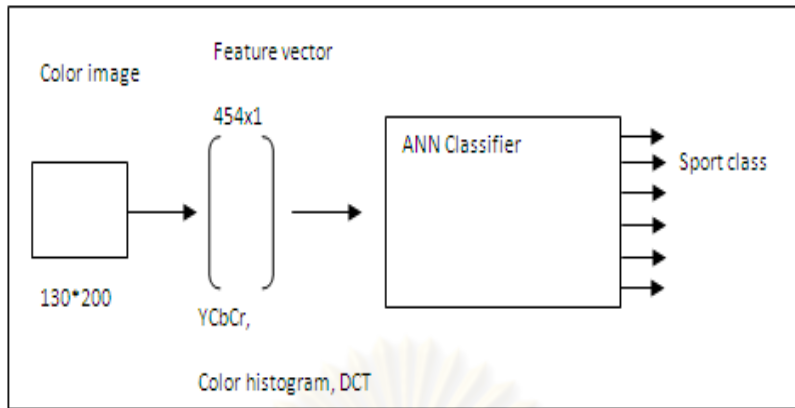 Color image
130*200
Feature vector
454x1
YCbCr,
Color histogram, DCT
ANN Classifier
Sport class